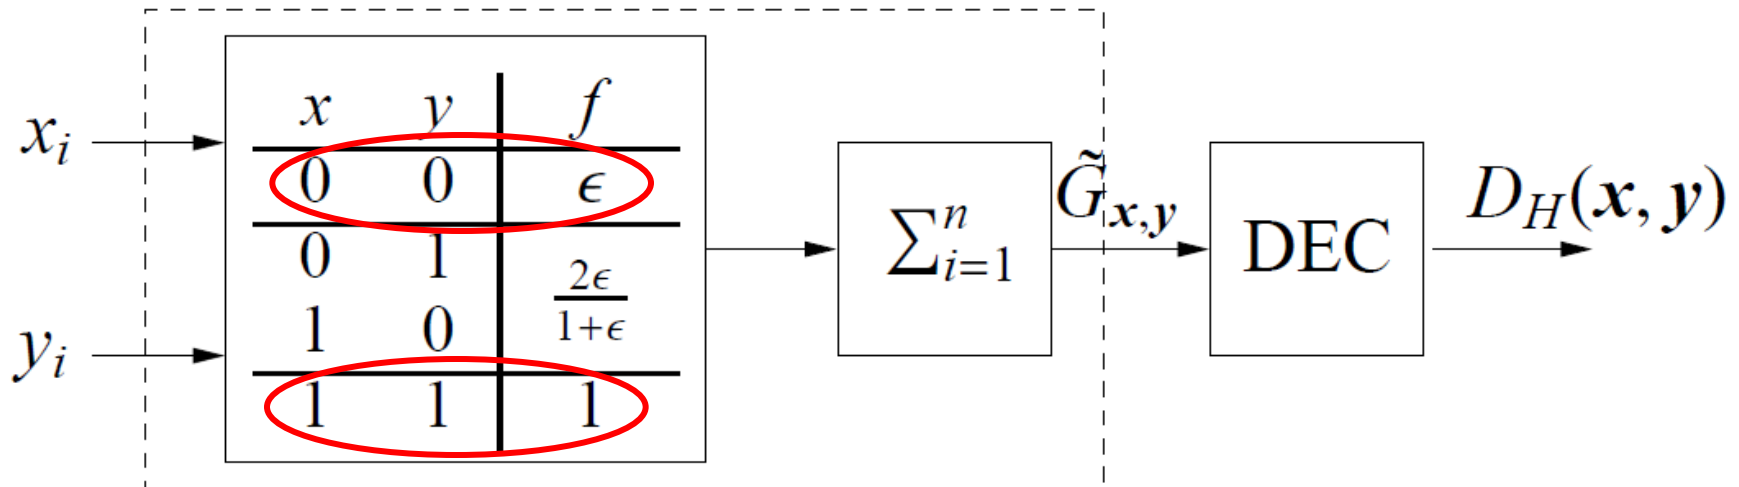 x y f
x_i
0 0 ϵ
0 1
2ϵ/1+ϵ
1 0
y_i
1 1 1
∑_{i=1}^{n}
G̃_{x,y}
DEC
D_H(x, y)